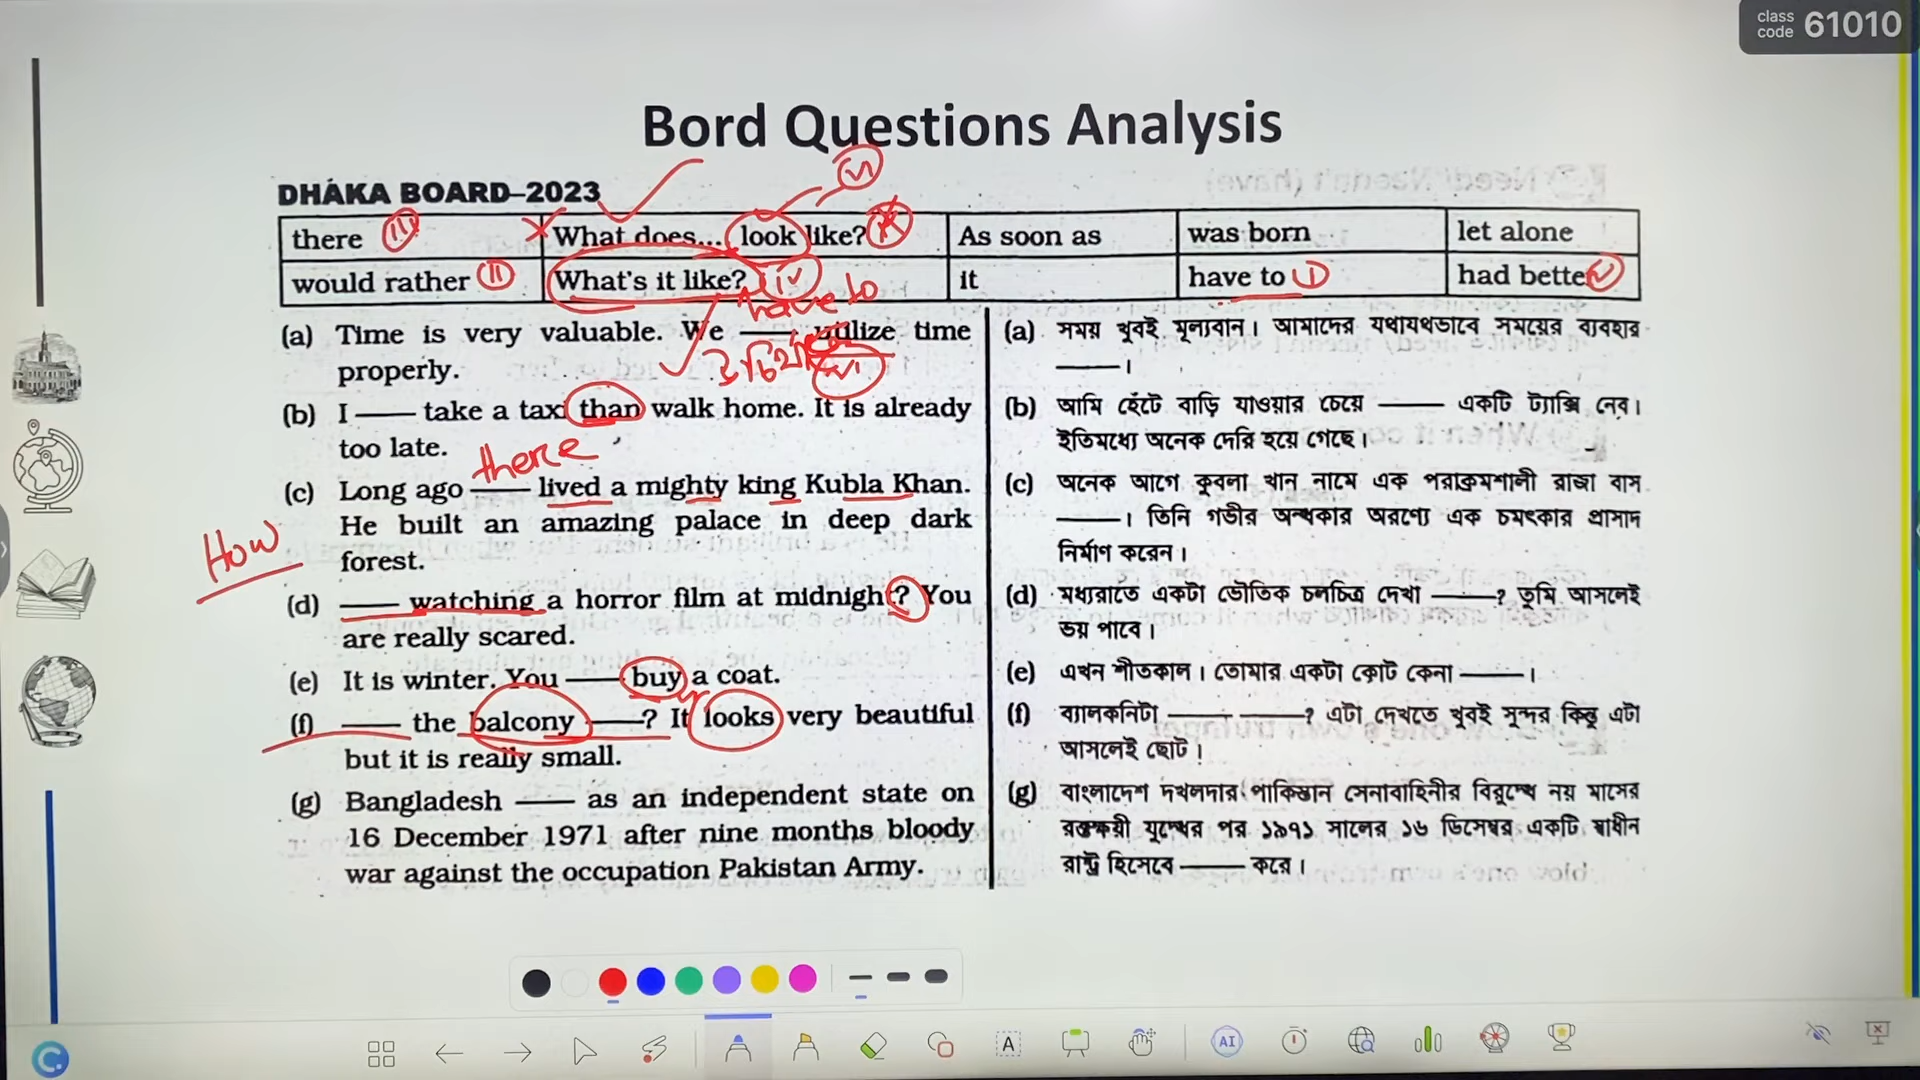 class code 61010
Bord Questions Analysis
DHAKA BOARD–2023
there What does... look like? As soon as was born let alone
would rather What's it like? it have to had better
have to
(a) Time is very valuable. We —— utilize time
properly.
(b) I —— take a taxi than walk home. It is already
too late.
there
(c) Long ago —— lived a mighty king Kubla Khan.
He built an amazing palace in deep dark
forest.
How
(d) —— watching a horror film at midnight? You
are really scared.
(e) It is winter. You —— buy a coat.
(f) —— the balcony ——? It looks very beautiful
but it is really small.
(g) Bangladesh —— as an independent state on
16 December 1971 after nine months bloody
war against the occupation Pakistan Army.
(a) সময় খুবই মূল্যবান। আমাদের যথাযথভাবে সময়ের ব্যবহার
——।
(b) আমি হেঁটে বাড়ি যাওয়ার চেয়ে —— একটি ট্যাক্সি নেব।
ইতিমধ্যে অনেক দেরি হয়ে গেছে।
(c) অনেক আগে কুবলা খান নামে এক পরাক্রমশালী রাজা বাস
——। তিনি গভীর অন্ধকার অরণ্যে এক চমৎকার প্রাসাদ
নির্মাণ করেন।
(d) মধ্যরাতে একটা ভৌতিক চলচিত্র দেখা ——? তুমি আসলেই
ভয় পাবে।
(e) এখন শীতকাল। তোমার একটা কোট কেনা ——।
(f) ব্যালকনিটা —— ——? এটা দেখতে খুবই সুন্দর কিন্তু এটা
আসলেই ছোট।
(g) বাংলাদেশ দখলদার পাকিস্তান সেনাবাহিনীর বিরুদ্ধে নয় মাসের
রক্তক্ষয়ী যুদ্ধের পর ১৯৭১ সালের ১৬ ডিসেম্বর একটি স্বাধীন
রাষ্ট্র হিসেবে —— করে।
A
AI